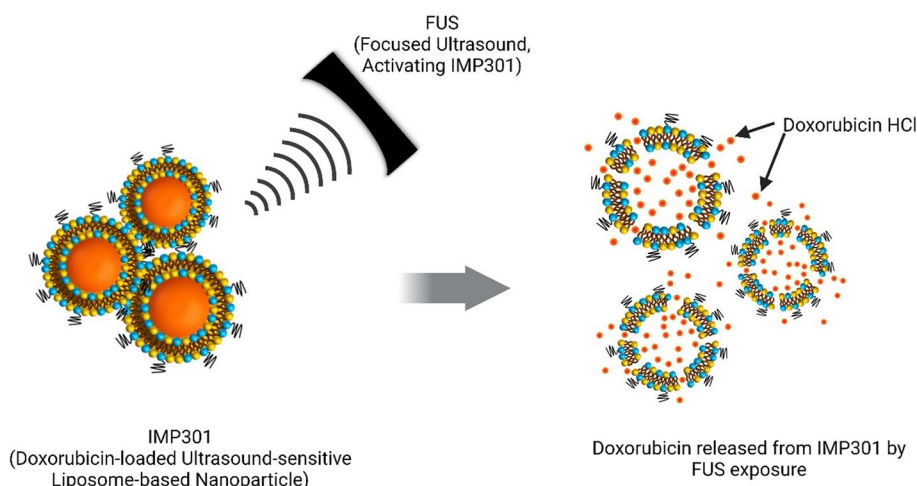 FUS
(Focused Ultrasound,
Activating IMP301)
Doxorubicin HCl
IMP301
(Doxorubicin-loaded Ultrasound-sensitive
Liposome-based Nanoparticle)
Doxorubicin released from IMP301 by
FUS exposure